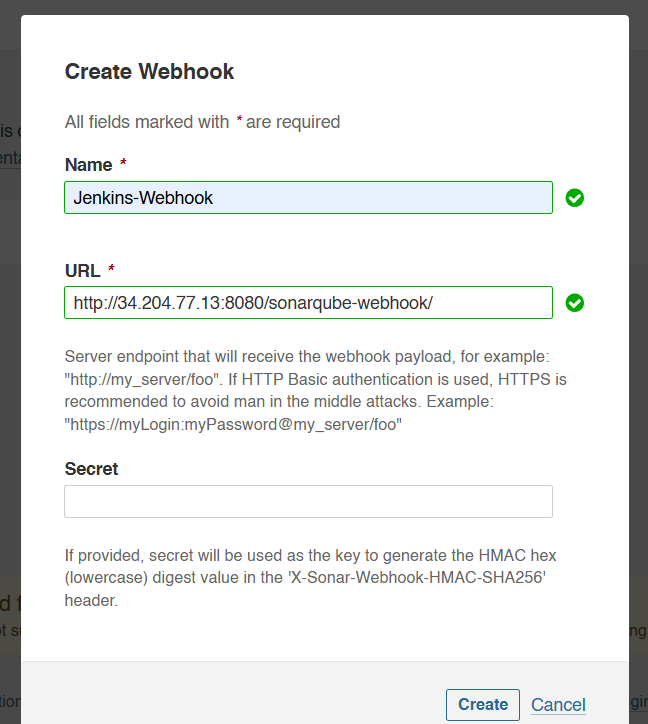 Create Webhook
All fields marked with * are required
is
Name *
enta
Jenkins-Webhook
URL *
http://34.204.77.13:8080/sonarqube-webhook/
Server endpoint that will receive the webhook payload, for example:
"http://my_server/foo". If HTTP Basic authentication is used, HTTPS is
recommended to avoid man in the middle attacks. Example:
"https://myLogin:myPassword@my_server/foo"
Secret
If provided, secret will be used as the key to generate the HMAC hex
(lowercase) digest value in the 'X-Sonar-Webhook-HMAC-SHA256'
header.
Create Cancel